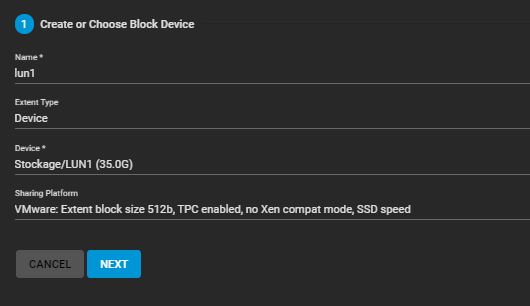 1 Create or Choose Block Device
Name *
lun1
Extent Type
Device
Device *
Stockage/LUN1 (35.0G)
Sharing Platform
VMware: Extent block size 512b, TPC enabled, no Xen compat mode, SSD speed
CANCEL NEXT